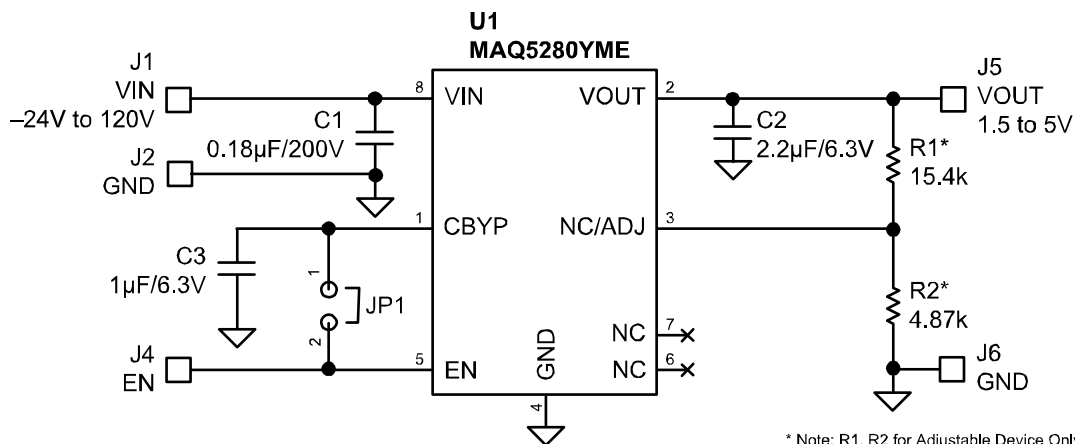 U1
MAQ5280YME
J1
VIN
–24V to 120V
J2
GND
C1
0.18µF/200V
8
VIN
VOUT
2
C2
2.2µF/6.3V
J5
VOUT
1.5 to 5V
R1*
15.4k
1
CBYP
NC/ADJ
3
C3
1µF/6.3V
1
JP1
2
R2*
4.87k
J4
EN
5
EN
GND
4
NC
7
NC
6
J6
GND
* Note: R1, R2 for Adjustable Device Only